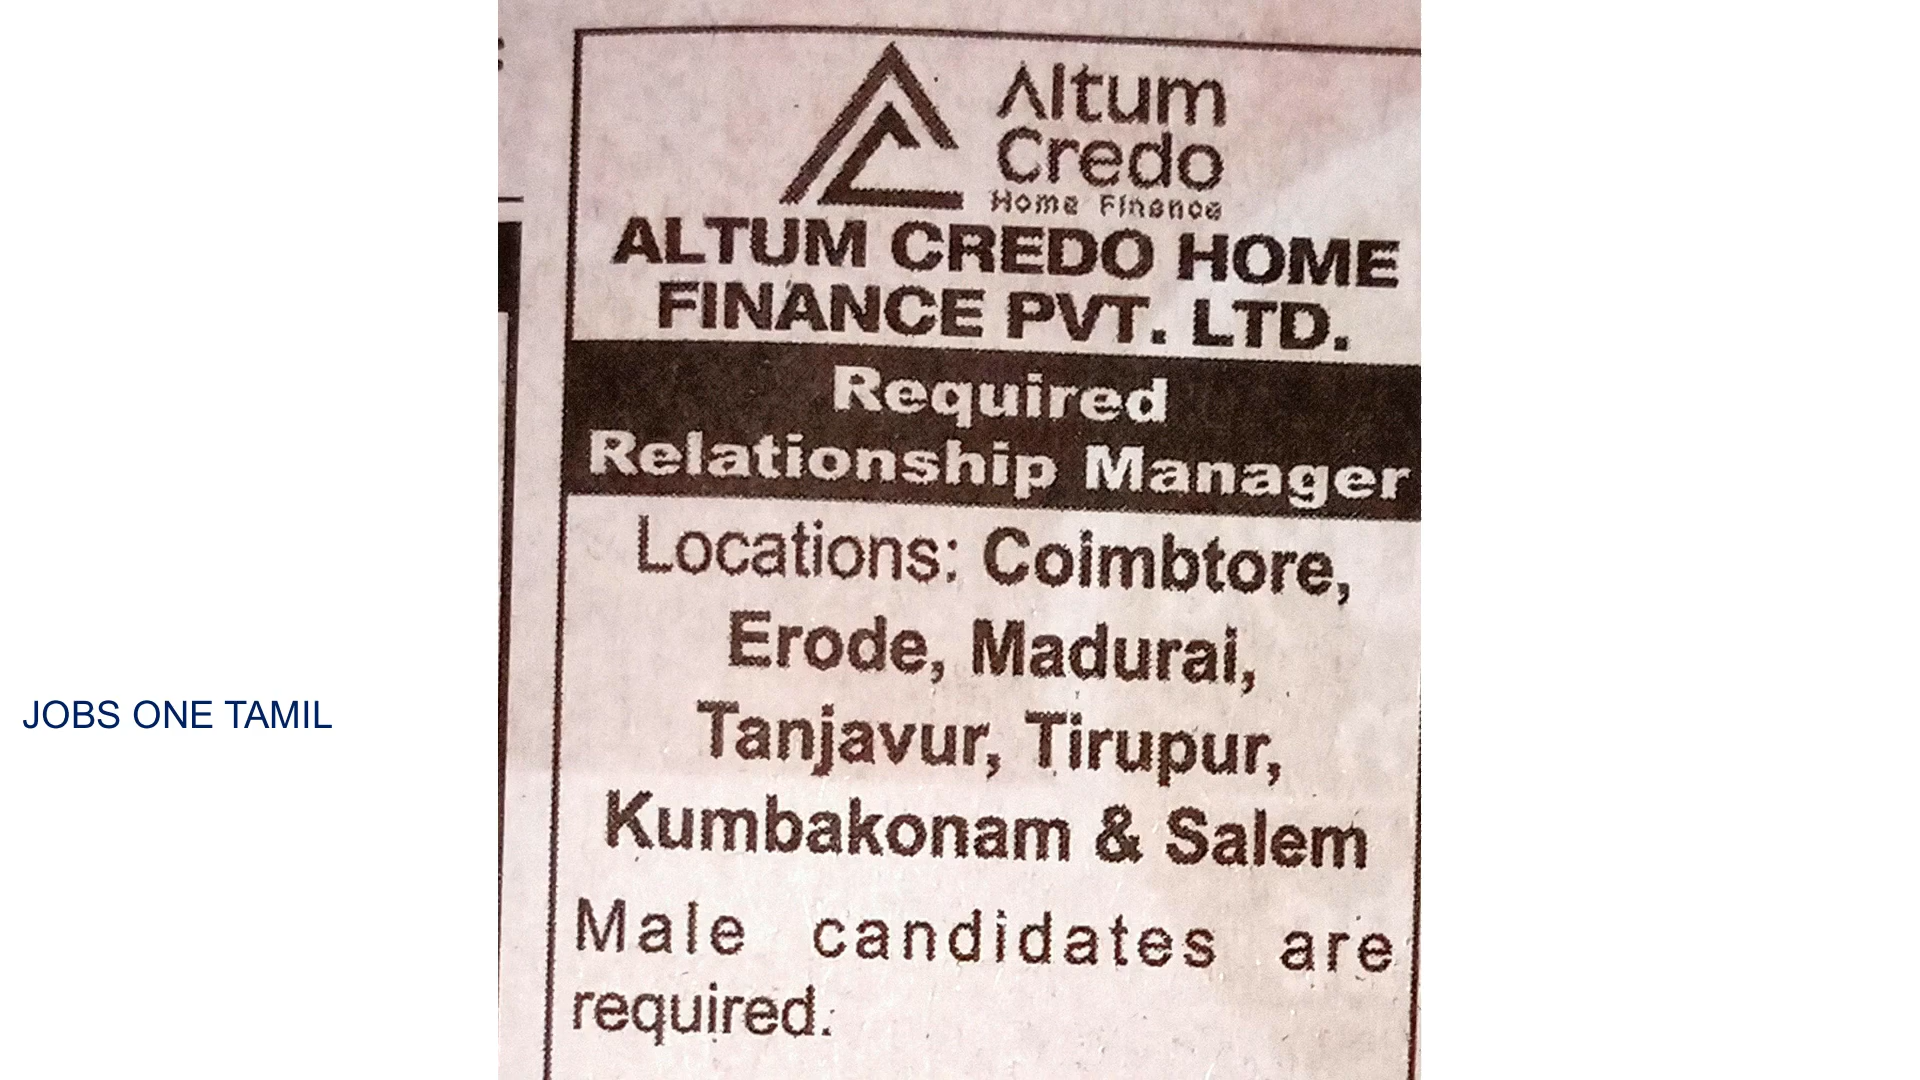 Altum
Credo
Home Finance
ALTUM CREDO HOME
FINANCE PVT. LTD.
Required
Relationship Manager
Locations: Coimbtore,
Erode, Madurai,
Tanjavur, Tirupur,
Kumbakonam & Salem
Male candidates are
required.
JOBS ONE TAMIL